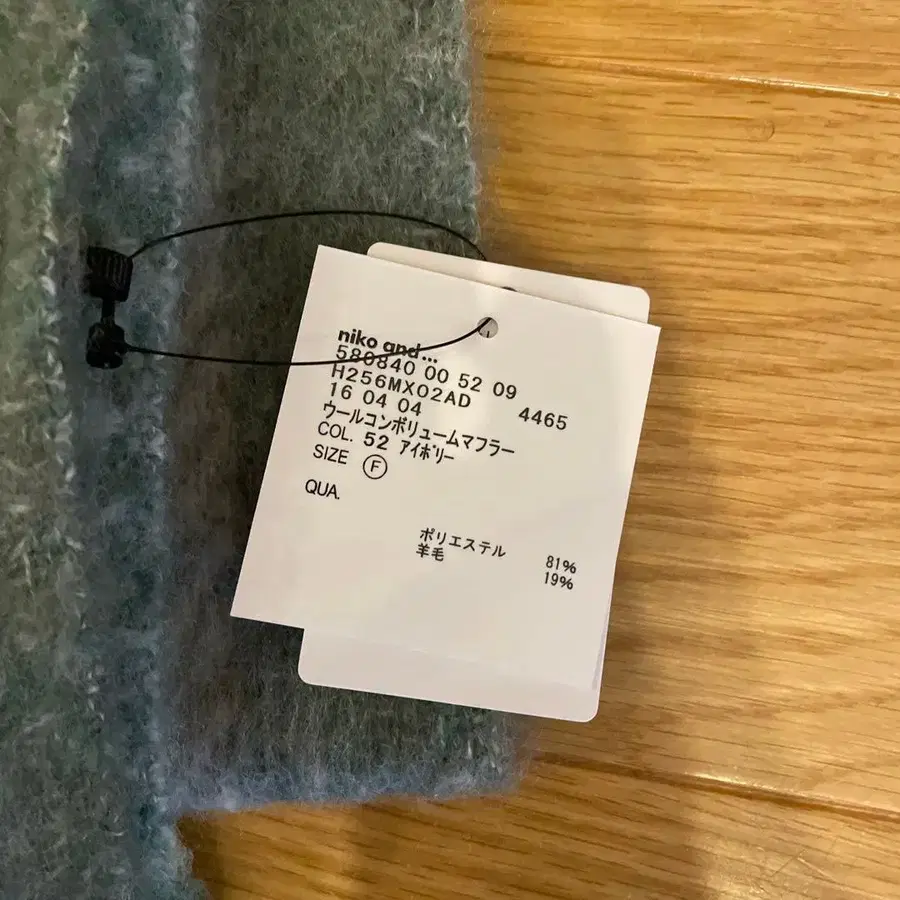 niko and...
580840 00 52 09
H256MX02AD 4465
16 04 04
ウールコンボリュームマフラー
COL. 52 アイボリー
SIZE F
QUA.
ポリエステル 81%
羊毛 19%